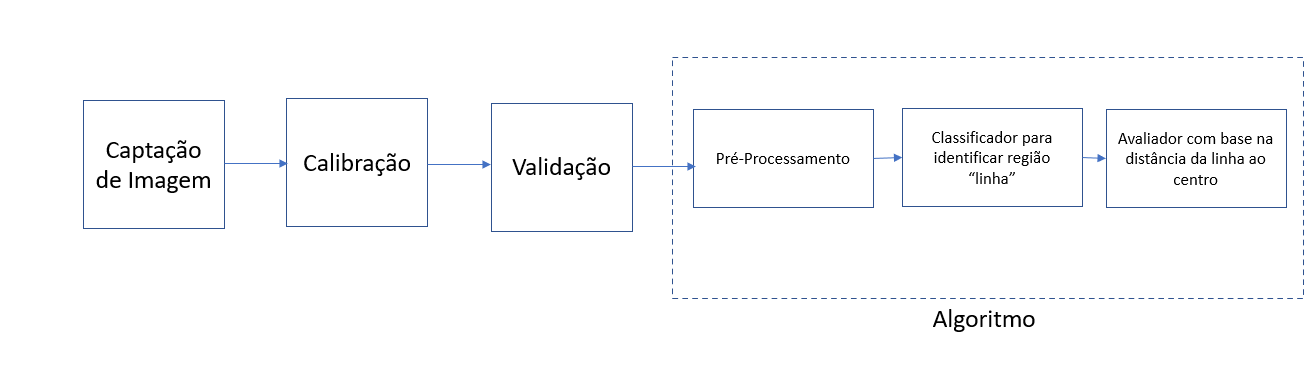 Captação
de Imagem
Calibração
Validação
Pré-Processamento
Classificador para
identificar região
“linha”
Avaliador com base na
distância da linha ao
centro
Algoritmo